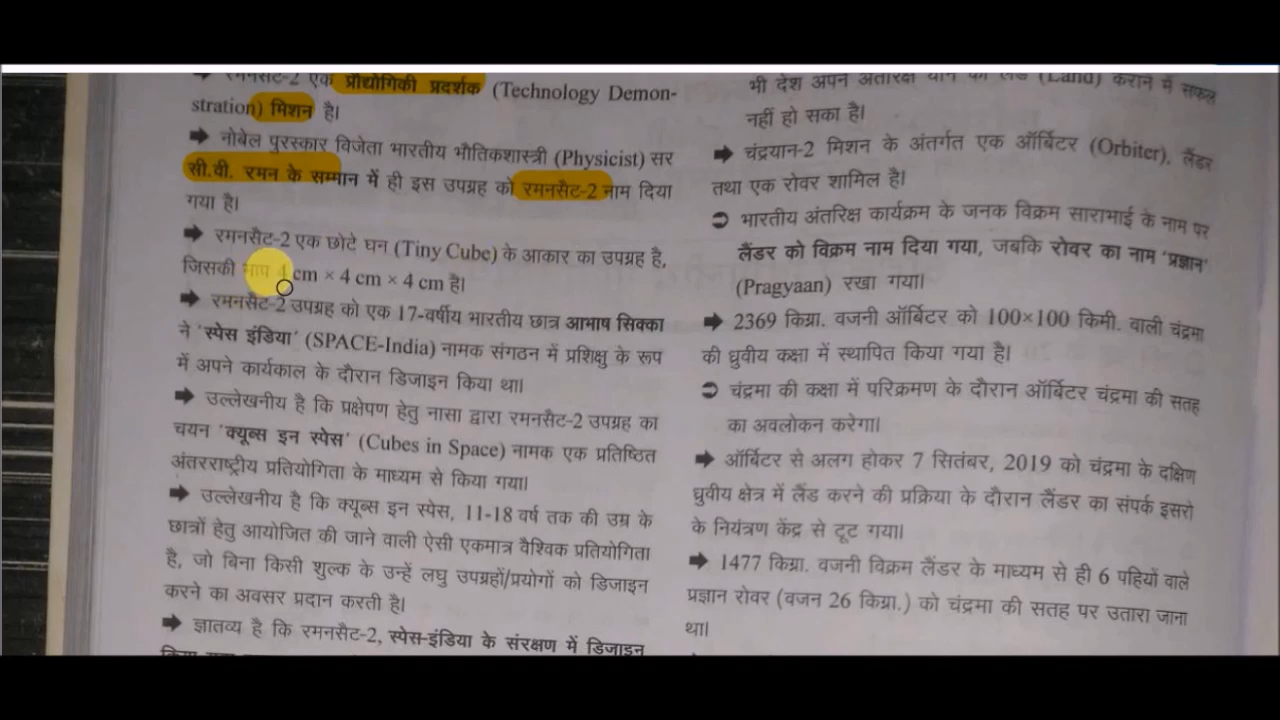 रमनसैट-2 एक प्रौद्योगिकी प्रदर्शक (Technology Demon-
stration) मिशन है।
➡ नोबेल पुरस्कार विजेता भारतीय भौतिकशास्त्री (Physicist) सर
सी.वी. रमन के सम्मान में ही इस उपग्रह को रमनसैट-2 नाम दिया
गया है।
➡ रमनसैट-2 एक छोटे घन (Tiny Cube) के आकार का उपग्रह है,
जिसकी माप 4 cm × 4 cm × 4 cm है।
➡ रमनसैट-2 उपग्रह को एक 17-वर्षीय भारतीय छात्र आभाष सिक्का
ने 'स्पेस इंडिया' (SPACE-India) नामक संगठन में प्रशिक्षु के रूप
में अपने कार्यकाल के दौरान डिजाइन किया था।
➡ उल्लेखनीय है कि प्रक्षेपण हेतु नासा द्वारा रमनसैट-2 उपग्रह का
चयन 'क्यूब्स इन स्पेस' (Cubes in Space) नामक एक प्रतिष्ठित
अंतरराष्ट्रीय प्रतियोगिता के माध्यम से किया गया।
➡ उल्लेखनीय है कि क्यूब्स इन स्पेस, 11-18 वर्ष तक की उम्र के
छात्रों हेतु आयोजित की जाने वाली ऐसी एकमात्र वैश्विक प्रतियोगिता
है, जो बिना किसी शुल्क के उन्हें लघु उपग्रहों/प्रयोगों को डिजाइन
करने का अवसर प्रदान करती है।
➡ ज्ञातव्य है कि रमनसैट-2, स्पेस-इंडिया के संरक्षण में डिजाइन
भी देश अपने अंतरिक्ष यान को लैंड (Land) कराने में सफल
नहीं हो सका है।
➡ चंद्रयान-2 मिशन के अंतर्गत एक ऑर्बिटर (Orbiter), लैंडर
तथा एक रोवर शामिल है।
➲ भारतीय अंतरिक्ष कार्यक्रम के जनक विक्रम साराभाई के नाम पर
लैंडर को विक्रम नाम दिया गया, जबकि रोवर का नाम 'प्रज्ञान'
(Pragyaan) रखा गया।
➡ 2369 किग्रा. वजनी ऑर्बिटर को 100×100 किमी. वाली चंद्रमा
की ध्रुवीय कक्षा में स्थापित किया गया है।
➲ चंद्रमा की कक्षा में परिक्रमण के दौरान ऑर्बिटर चंद्रमा की सतह
का अवलोकन करेगा।
➡ ऑर्बिटर से अलग होकर 7 सितंबर, 2019 को चंद्रमा के दक्षिण
ध्रुवीय क्षेत्र में लैंड करने की प्रक्रिया के दौरान लैंडर का संपर्क इसरो
के नियंत्रण केंद्र से टूट गया।
➡ 1477 किग्रा. वजनी विक्रम लैंडर के माध्यम से ही 6 पहियों वाले
प्रज्ञान रोवर (वजन 26 किग्रा.) को चंद्रमा की सतह पर उतारा जाना
था।